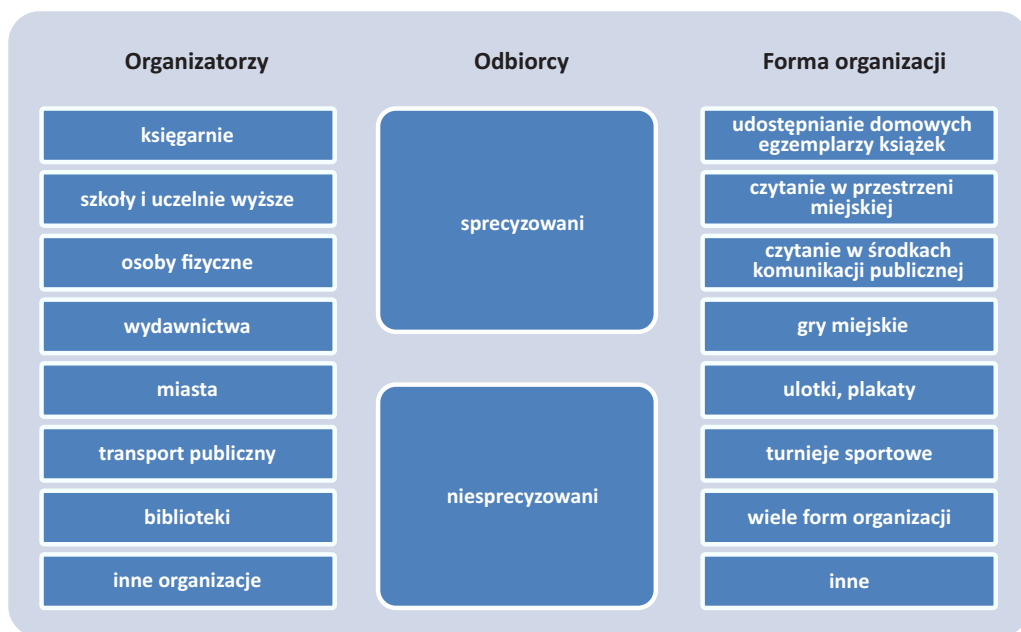 Organizatorzy
księgarnie
szkoły i uczelnie wyższe
osoby fizyczne
wydawnictwa
miasta
transport publiczny
biblioteki
inne organizacje
Odbiorcy
sprecyzowani
niesprecyzowani
Forma organizacji
udostępnianie domowych
egzemplarzy książek
czytanie w przestrzeni
miejskiej
czytanie w środkach
komunikacji publicznej
gry miejskie
ulotki, plakaty
turnieje sportowe
wiele form organizacji
inne